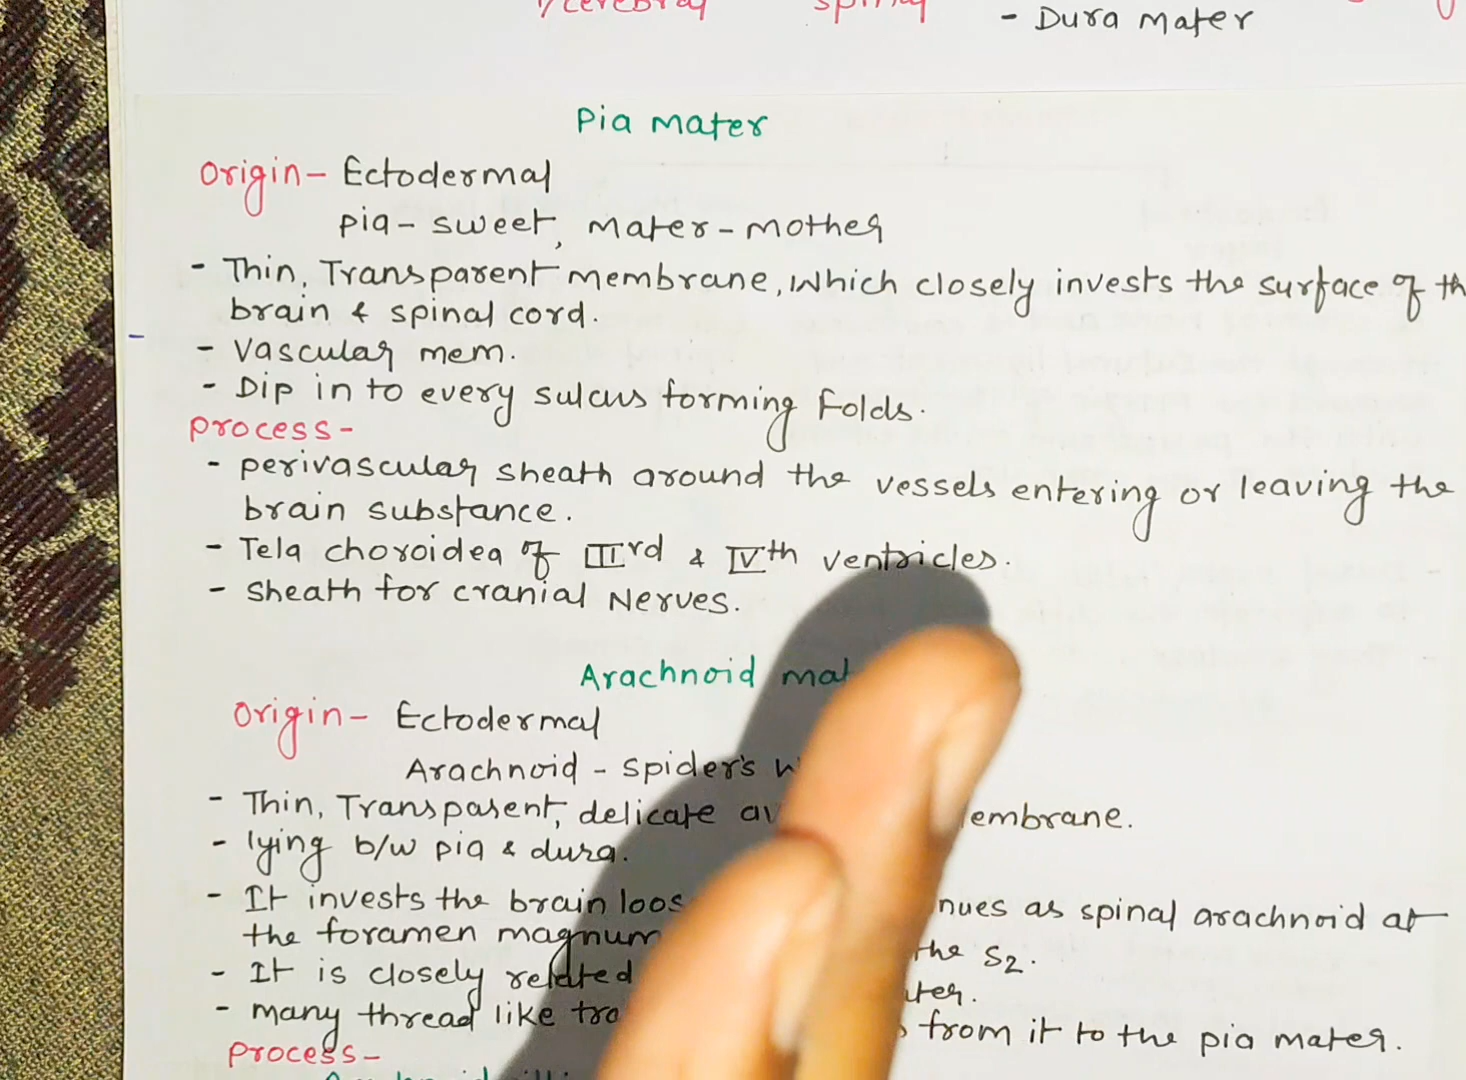 - Dura mater
Pia mater
Origin- Ectodermal
Pia- sweet, mater-mother
- Thin, Transparent membrane, which closely invests the surface of
brain & spinal cord.
- Vascular mem.
- Dip in to every sulcus forming Folds.
Process-
- perivascular sheath around the vessels entering or leaving the
brain substance.
- Tela choroidea of IIIrd & IVth ventricles.
- Sheath for cranial Nerves.
Arachnoid
Origin- Ectodermal
Arachnoid - spider's
- Thin, Transparent, delicate
- lying b/w pia & dura.
- It invests the brain as spinal arachnoid at
the foramen magnum the S2.
- It is closely related
- many thread like from it to the pia mater.
Process-